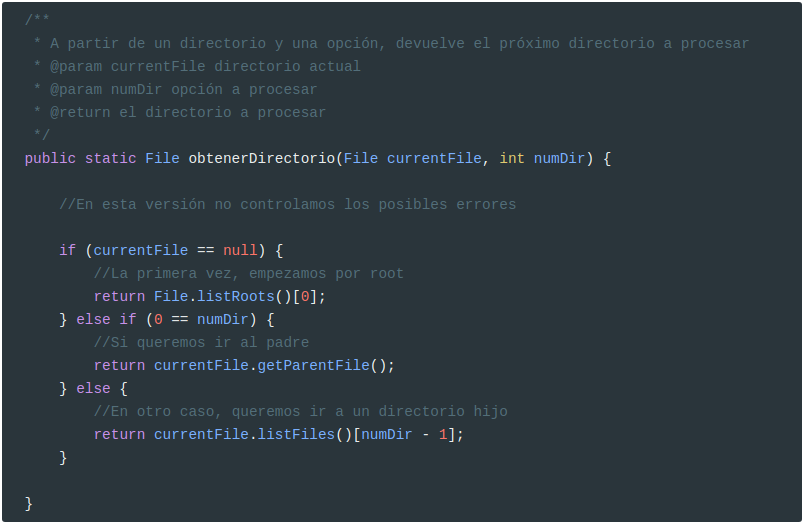 /**
 * A partir de un directorio y una opción, devuelve el próximo directorio a procesar
 * @param currentFile directorio actual
 * @param numDir opción a procesar
 * @return el directorio a procesar
 */
public static File obtenerDirectorio(File currentFile, int numDir) {
    //En esta versión no controlamos los posibles errores
    if (currentFile == null) {
        //La primera vez, empezamos por root
        return File.listRoots()[0];
    } else if (0 == numDir) {
        //Si queremos ir al padre
        return currentFile.getParentFile();
    } else {
        //En otro caso, queremos ir a un directorio hijo
        return currentFile.listFiles()[numDir - 1];
    }
}